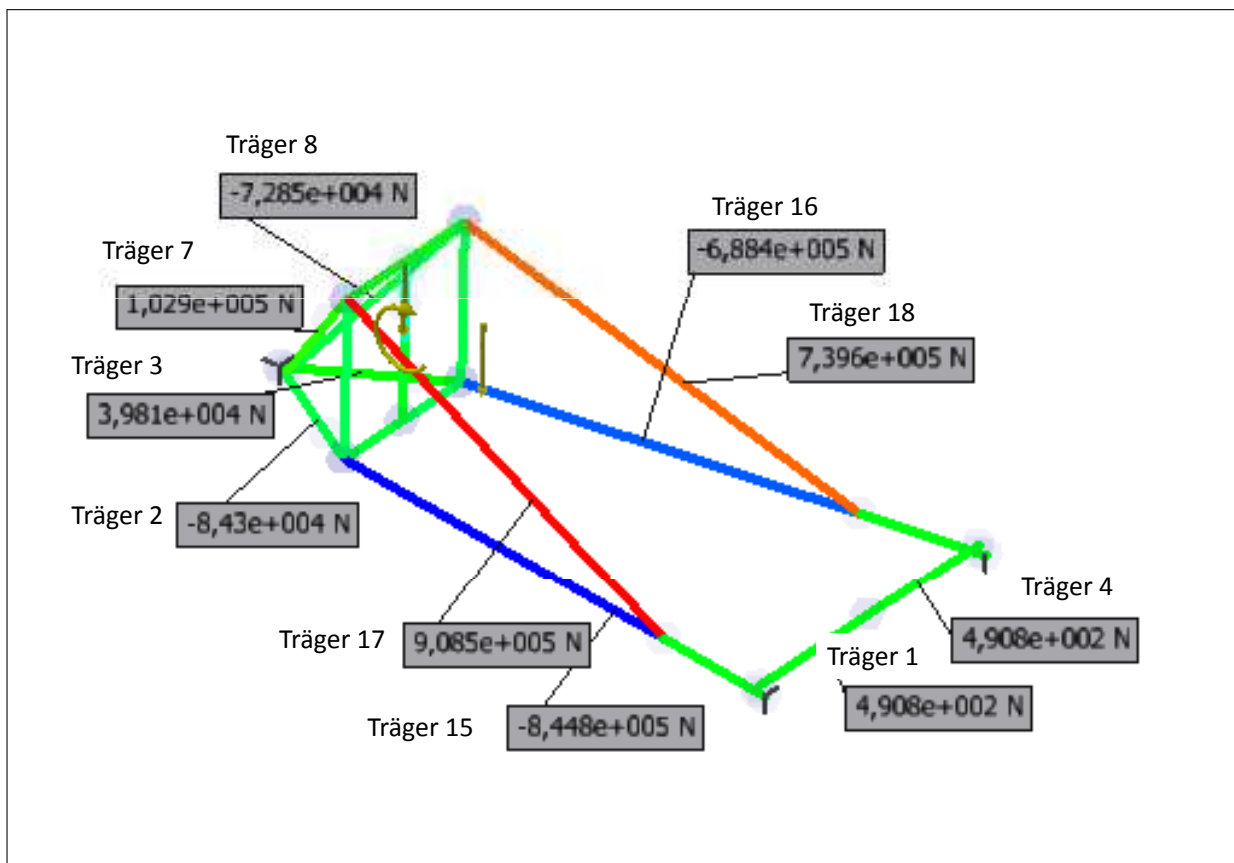 Träger 8
-7,285e+004 N
Träger 16
-6,884e+005 N
Träger 7
1,029e+005 N
Träger 18
7,396e+005 N
Träger 3
3,981e+004 N
Träger 2
-8,43e+004 N
Träger 4
4,908e+002 N
Träger 17
9,085e+005 N
Träger 1
4,908e+002 N
Träger 15
-8,448e+005 N